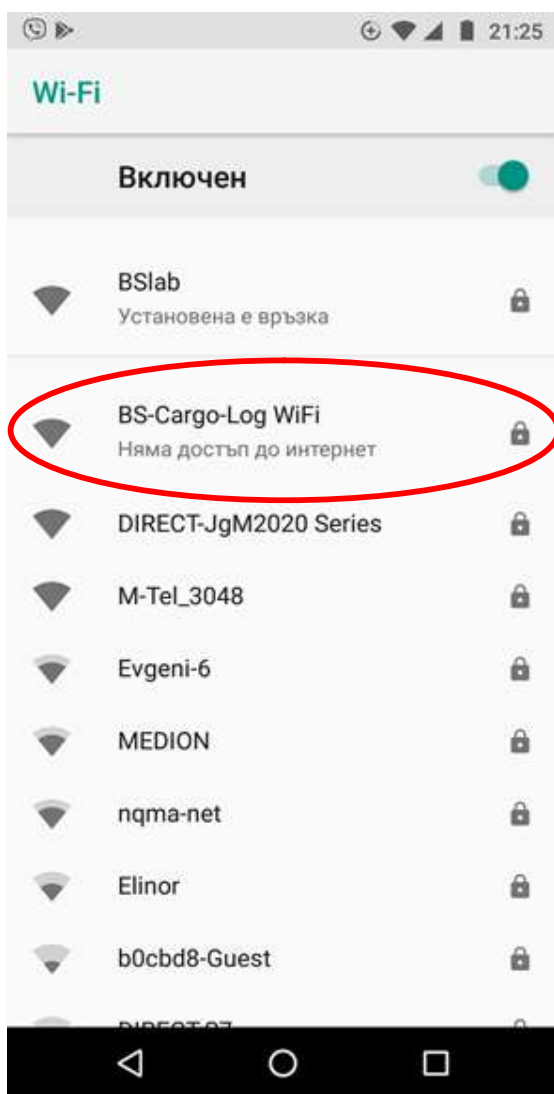 21:25
Wi-Fi
Включен
BSlab
Установена е връзка
BS-Cargo-Log WiFi
Няма достъп до интернет
DIRECT-JgM2020 Series
M-Tel_3048
Evgeni-6
MEDION
nqma-net
Elinor
b0cbd8-Guest